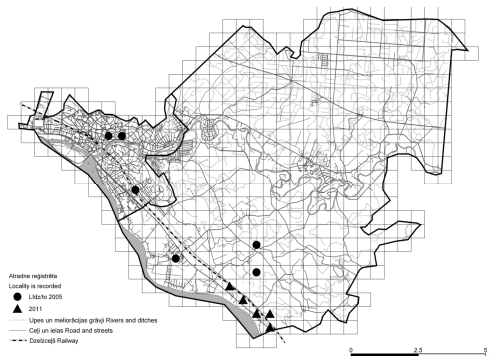 Atradne reģistrēta
Locality is recorded
Līdz/to 2005
2011
Upes un meliorācijas grāvji Rivers and ditches
Ceļi un ielas Road and streets
Dzelzceļš Railway
0 2.5 5